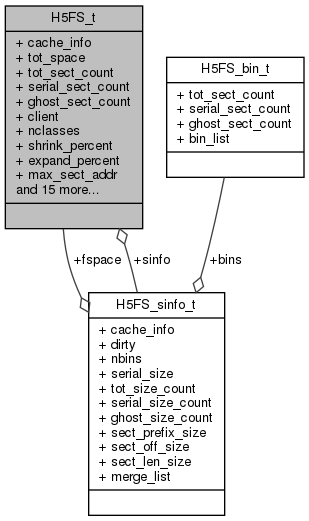 H5FS_t
+ cache_info
+ tot_space
+ tot_sect_count
+ serial_sect_count
+ ghost_sect_count
+ client
+ nclasses
+ shrink_percent
+ expand_percent
+ max_sect_addr
and 15 more...
H5FS_bin_t
+ tot_sect_count
+ serial_sect_count
+ ghost_sect_count
+ bin_list
+fspace
+sinfo
+bins
H5FS_sinfo_t
+ cache_info
+ dirty
+ nbins
+ serial_size
+ tot_size_count
+ serial_size_count
+ ghost_size_count
+ sect_prefix_size
+ sect_off_size
+ sect_len_size
+ merge_list